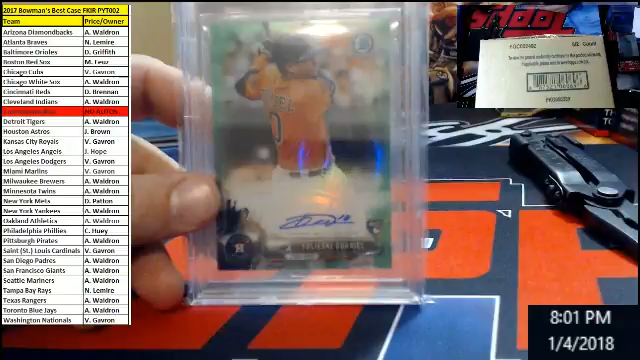 2017 Bowman's Best Case FKIR PYT002
Team Price/Owner
Arizona Diamondbacks A. Waldron
Atlanta Braves N. Lemire
Baltimore Orioles D. Griffith
Boston Red Sox M. Feuz
Chicago Cubs V. Gavron
Chicago White Sox A. Waldron
Cincinnati Reds D. Brennan
Cleveland Indians A. Waldron
NO AUTOS
Detroit Tigers A. Waldron
Houston Astros J. Brown
Kansas City Royals V. Gavron
Los Angeles Angels J. Hope
Los Angeles Dodgers V. Gavron
Miami Marlins V. Gavron
Milwaukee Brewers A. Waldron
Minnesota Twins A. Waldron
New York Mets D. Patton
New York Yankees A. Waldron
Oakland Athletics A. Waldron
Philadelphia Phillies C. Huey
Pittsburgh Pirates A. Waldron
Saint (St.) Louis Cardinals V. Gavron
San Diego Padres A. Waldron
San Francisco Giants A. Waldron
Seattle Mariners A. Waldron
Tampa Bay Rays N. Lemire
Texas Rangers A. Waldron
Toronto Blue Jays A. Waldron
Washington Nationals V. Gavron
YULIESKI GURRIEL
8:01 PM
1/4/2018